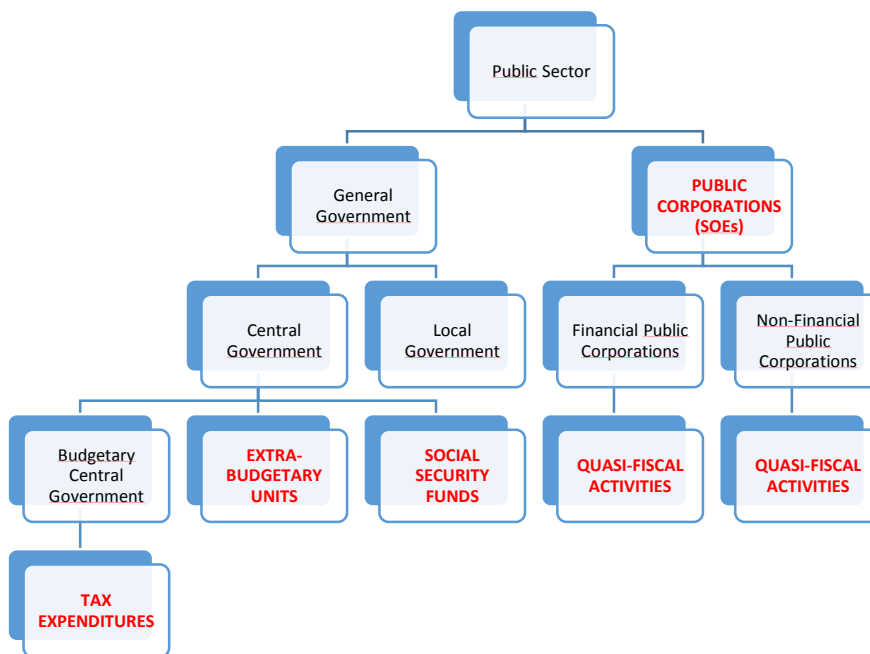 Public Sector
General
Government
PUBLIC
CORPORATIONS
(SOEs)
Central
Government
Local
Government
Financial Public
Corporations
Non-Financial
Public
Corporations
Budgetary
Central
Government
EXTRA-
BUDGETARY
UNITS
SOCIAL
SECURITY
FUNDS
QUASI-FISCAL
ACTIVITIES
QUASI-FISCAL
ACTIVITIES
TAX
EXPENDITURES